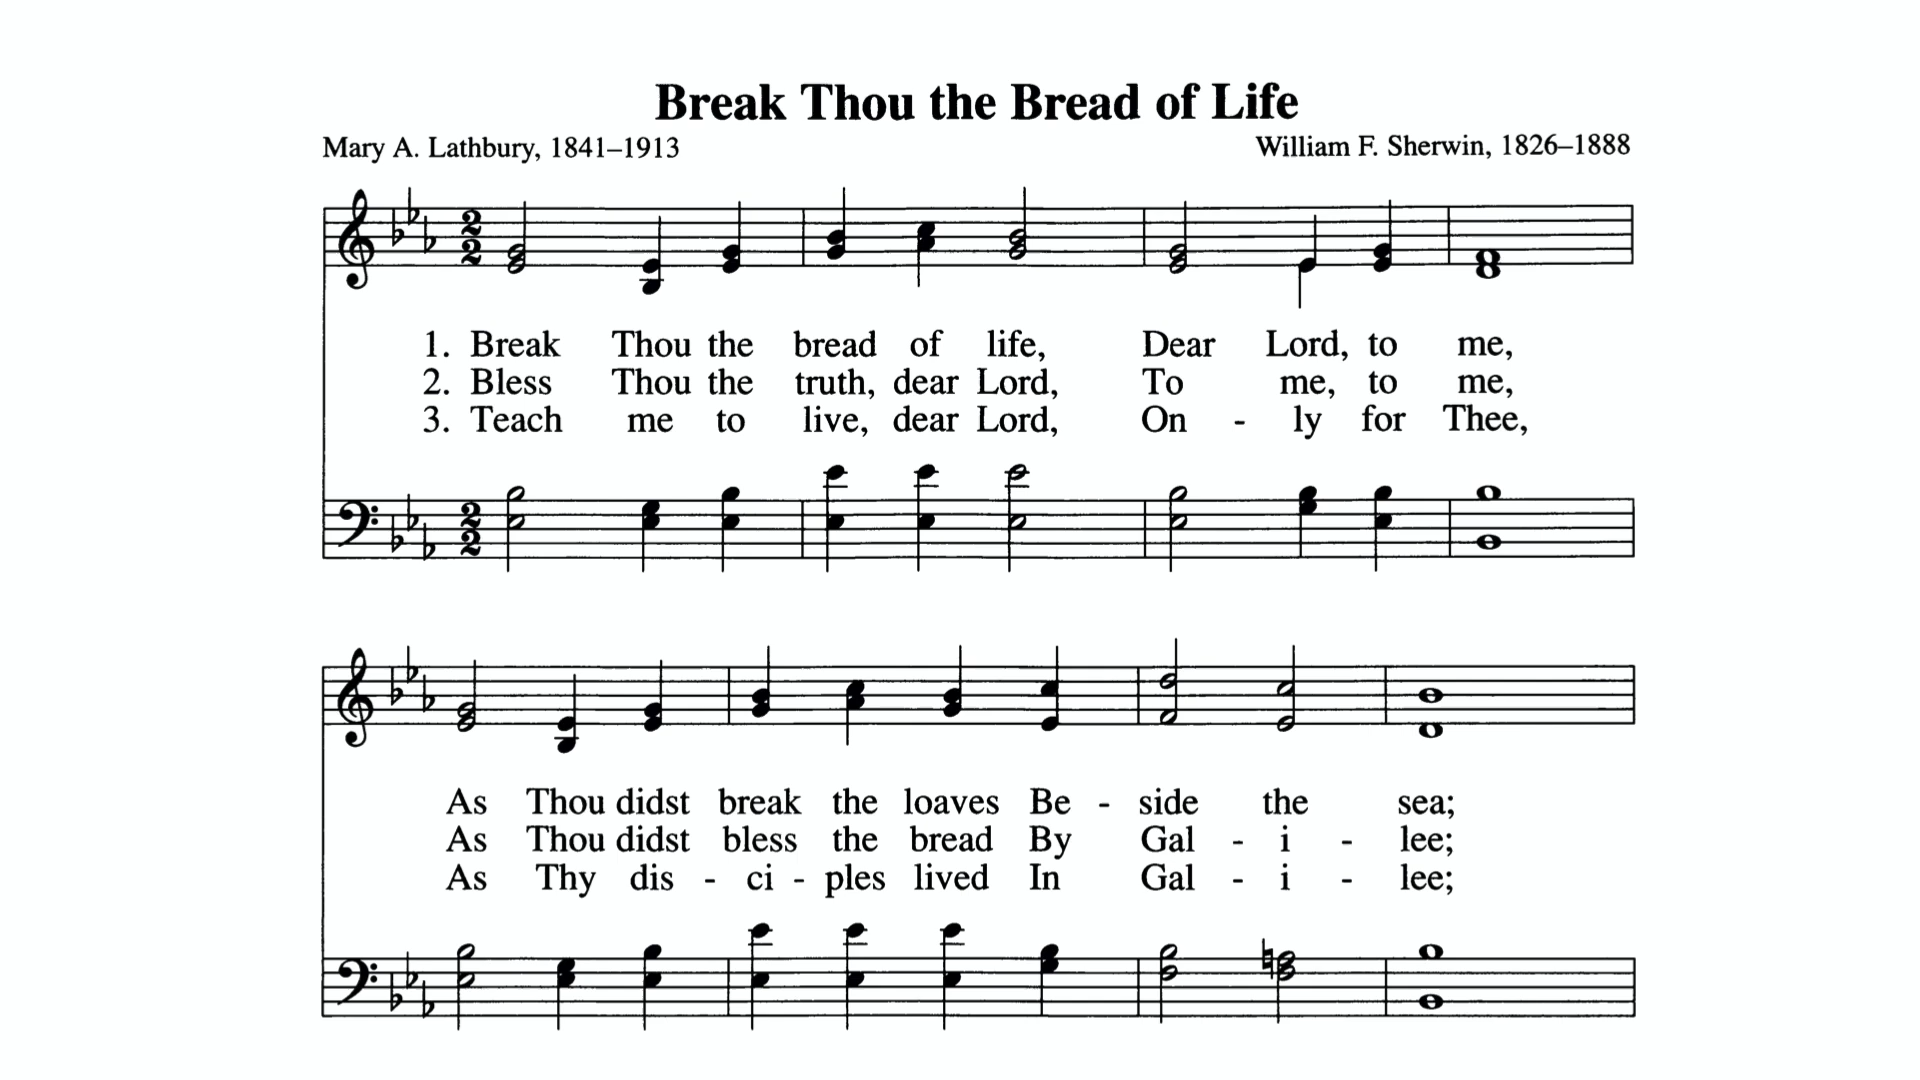 Break Thou the Bread of Life
Mary A. Lathbury, 1841–1913 William F. Sherwin, 1826–1888
1. Break Thou the bread of life, Dear Lord, to me,
2. Bless Thou the truth, dear Lord, To me, to me,
3. Teach me to live, dear Lord, On - ly for Thee,
As Thou didst break the loaves Be - side the sea;
As Thou didst bless the bread By Gal - i - lee;
As Thy dis - ci - ples lived In Gal - i - lee;